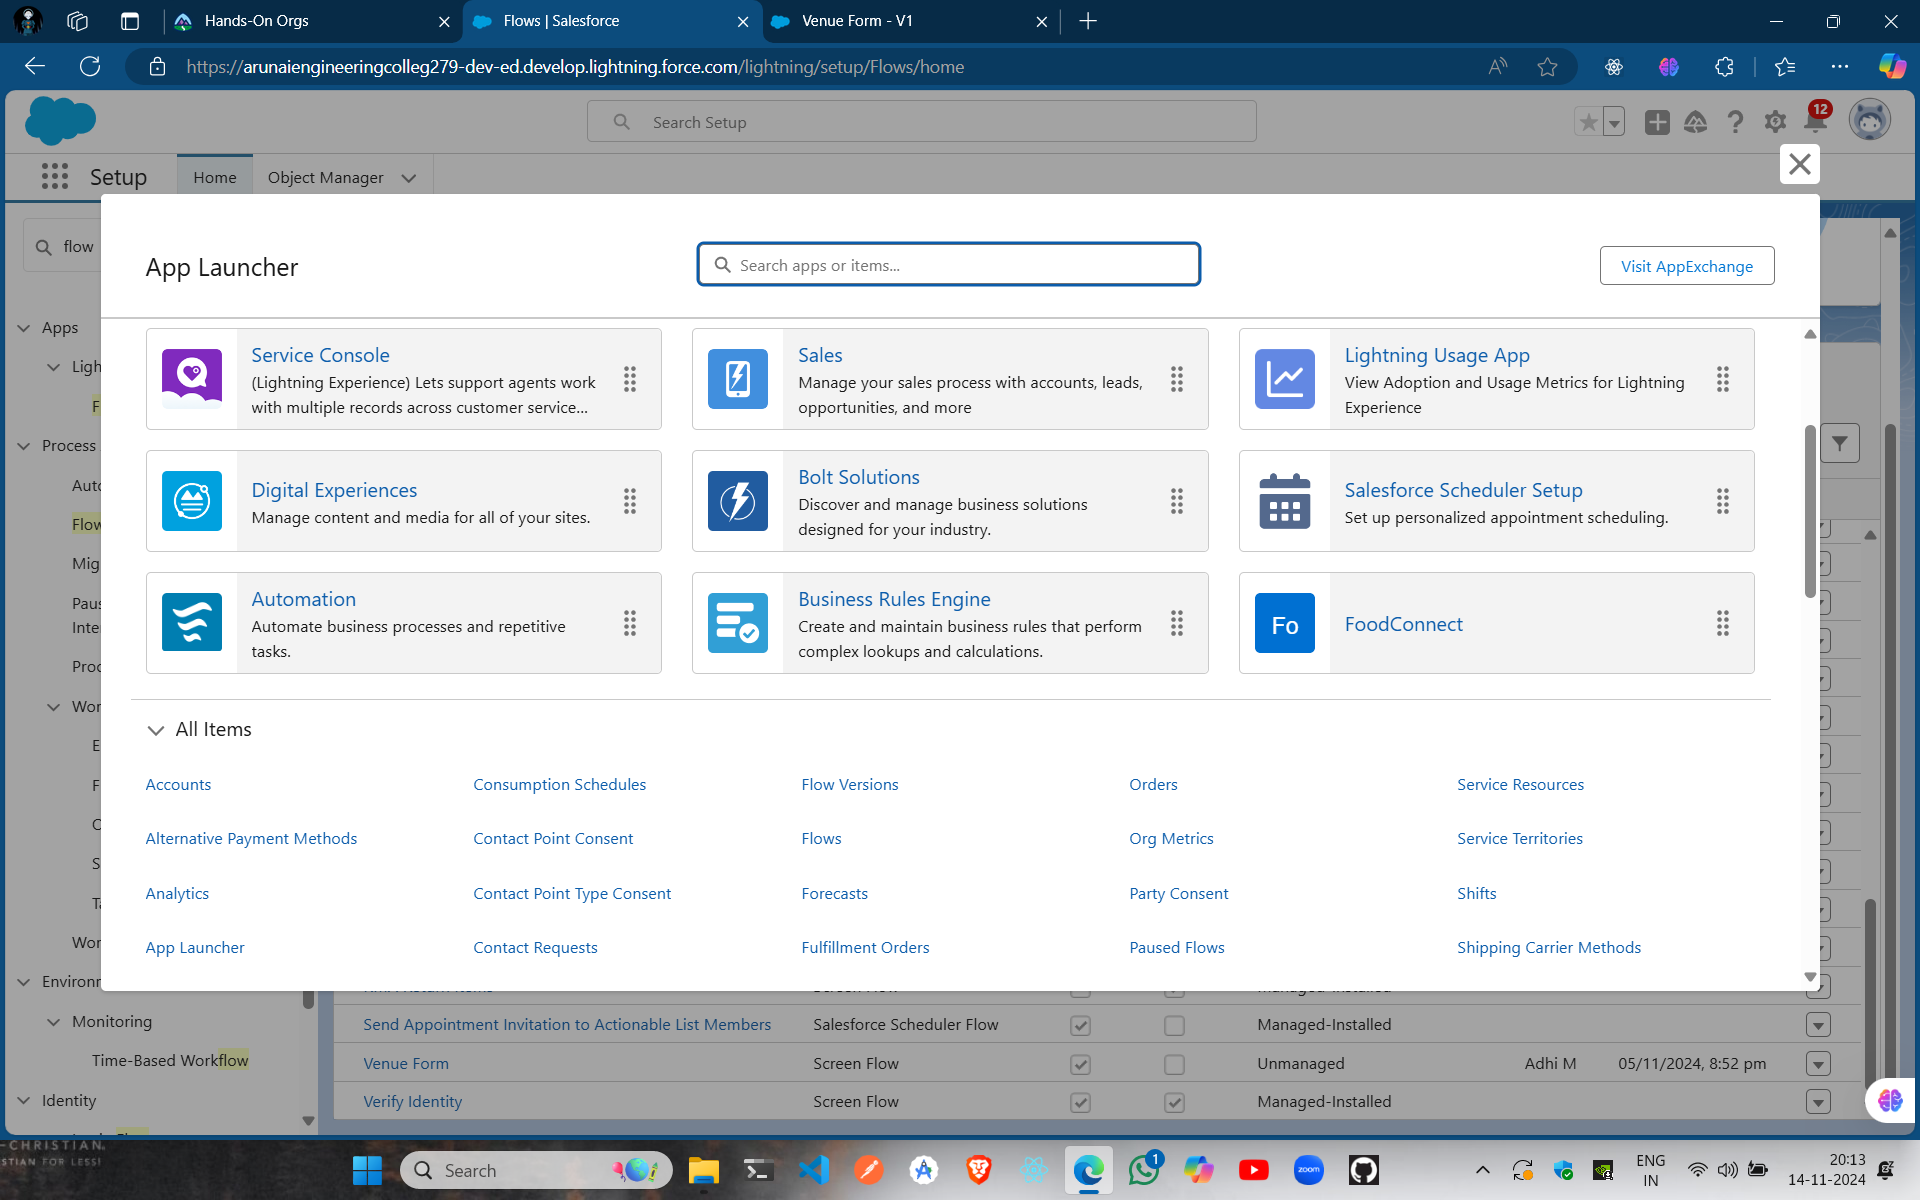 Hands-On Orgs
Flows | Salesforce
Venue Form - V1
https://arunaiengineeringcolleg279-dev-ed.develop.lightning.force.com/lightning/setup/Flows/home
Search Setup
12
Setup
Home
Object Manager
flow
App Launcher
Search apps or items...
Visit AppExchange
Apps
Process
Environ
Monitoring
Time-Based Workflow
Identity
Service Console
(Lightning Experience) Lets support agents work
with multiple records across customer service...
Sales
Manage your sales process with accounts, leads,
opportunities, and more
Lightning Usage App
View Adoption and Usage Metrics for Lightning
Experience
Digital Experiences
Manage content and media for all of your sites.
Bolt Solutions
Discover and manage business solutions
designed for your industry.
Salesforce Scheduler Setup
Set up personalized appointment scheduling.
Automation
Automate business processes and repetitive
tasks.
Business Rules Engine
Create and maintain business rules that perform
complex lookups and calculations.
Fo
FoodConnect
All Items
Accounts
Consumption Schedules
Flow Versions
Orders
Service Resources
Alternative Payment Methods
Contact Point Consent
Flows
Org Metrics
Service Territories
Analytics
Contact Point Type Consent
Forecasts
Party Consent
Shifts
App Launcher
Contact Requests
Fulfillment Orders
Paused Flows
Shipping Carrier Methods
Send Appointment Invitation to Actionable List Members
Salesforce Scheduler Flow
Managed-Installed
Venue Form
Screen Flow
Unmanaged
Adhi M
05/11/2024, 8:52 pm
Verify Identity
Screen Flow
Managed-Installed
Search
1
zoom
ENG
IN
20:13
14-11-2024